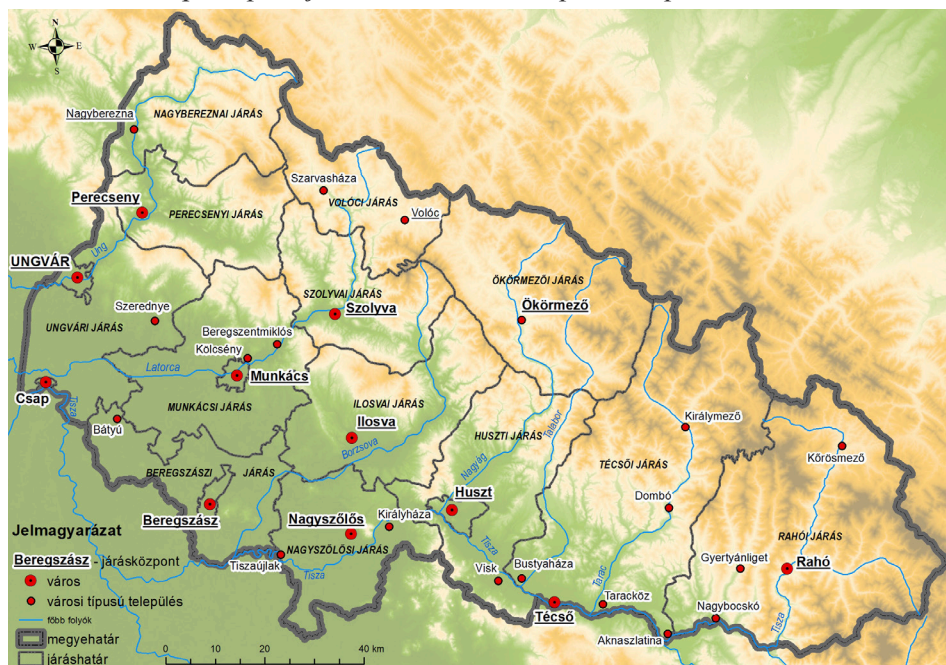 N
W E
S
Nagyberezna
NAGYBEREZNAI JÁRÁS
Szarvasháza
VOLÓCI JÁRÁS
Perecseny
PERECSENYI JÁRÁS
Volóc
Ung
UNGVÁR
ÖKÖRMEZŐI JÁRÁS
SZOLYVAI JÁRÁS
Szolyva
Ökörmező
Szerednye
UNGVÁRI JÁRÁS
Beregszentmiklós
Kölcsény
Latorca
Munkács
Csap
Tisza
MUNKÁCSI JÁRÁS
ILOSVAI JÁRÁS
Ilosva
Bátyú
Borzsova
HUSZTI JÁRÁS
Talabor
Nagyág
Királymező
Kőrösmező
TÉCSŐI JÁRÁS
BEREGSZÁSZI JÁRÁS
Beregszász
Huszt
Dombó
Nagyszőlős
Királyháza
RAHÓI JÁRÁS
NAGYSZŐLŐSI JÁRÁS
Tiszaújlak
Tisza
Tisza
Visk
Bustyaháza
Tarac
Gyertyánliget
Rahó
Técső
Taracköz
Nagybocskó
Aknaszlatina
Tisza
Jelmagyarázat
Beregszász - járásközpont
város
városi típusú település
főbb folyók
megyehatár
járáshatár
0 10 20 40 km